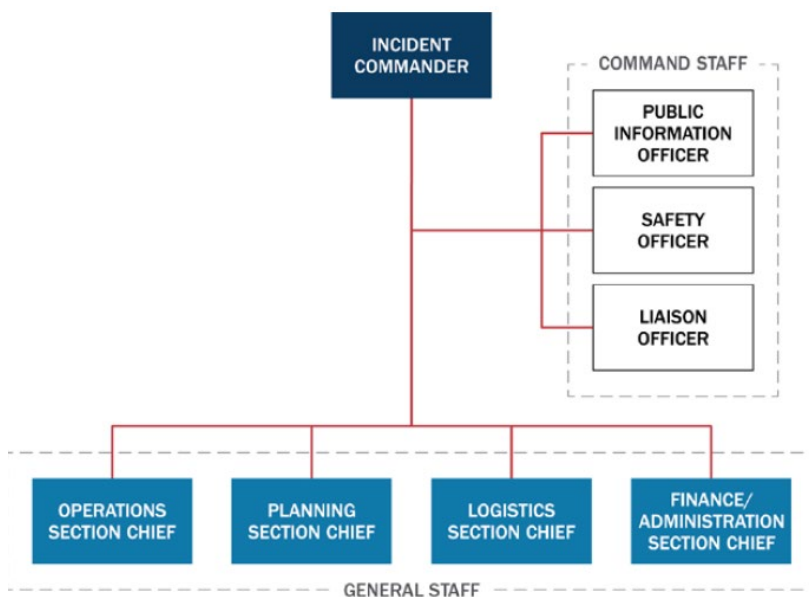 INCIDENT
COMMANDER
COMMAND STAFF
PUBLIC
INFORMATION
OFFICER
SAFETY
OFFICER
LIAISON
OFFICER
OPERATIONS
SECTION CHIEF
PLANNING
SECTION CHIEF
LOGISTICS
SECTION CHIEF
FINANCE/
ADMINISTRATION
SECTION CHIEF
GENERAL STAFF